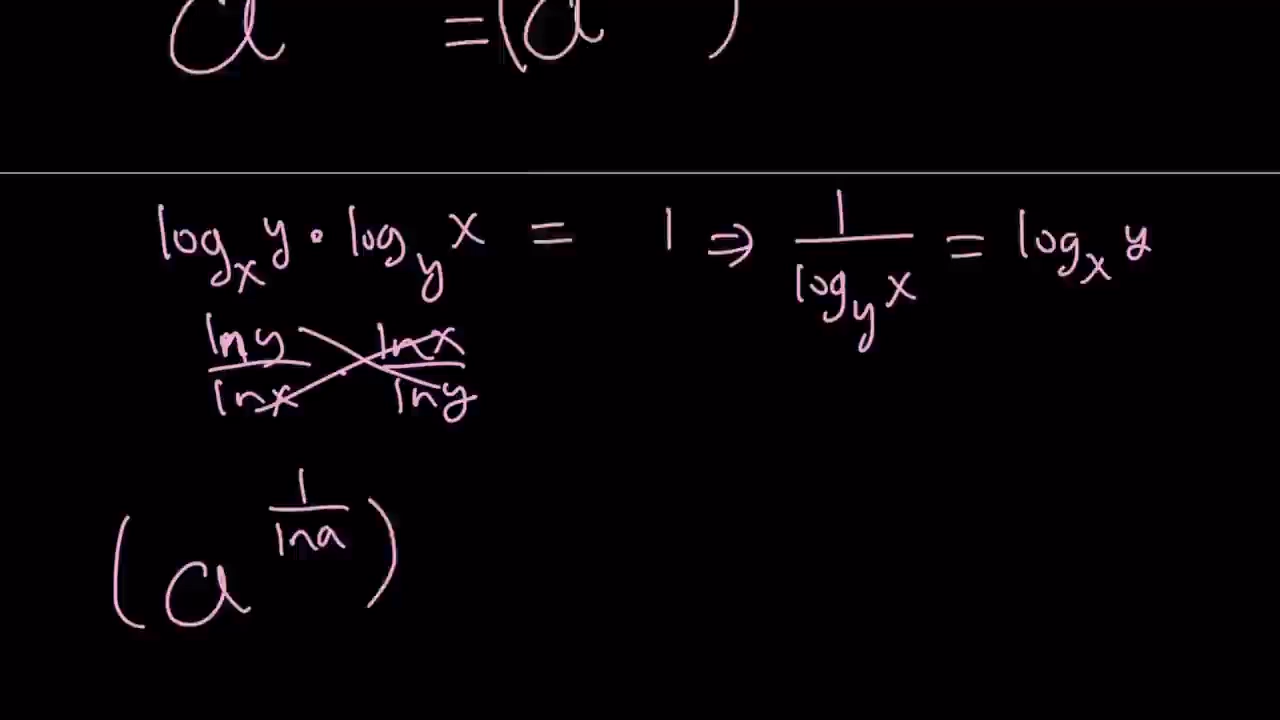 a = (a )
log_x y · log_y x = 1 ⇒ 1/(log_y x) = log_x y
ln y/ln x ln x/ln y
(a^(1/ln a))